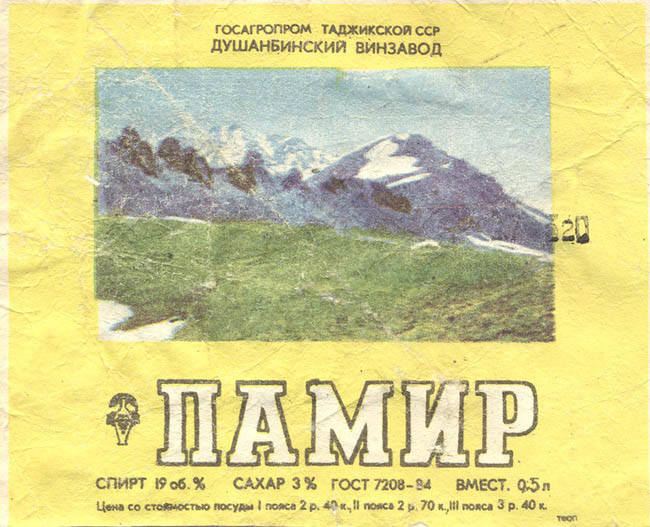 ГОСАГРОПРОМ ТАДЖИКСКОЙ ССР
ДУШАНБИНСКИЙ ВИНЗАВОД
320
ПАМИР
СПИРТ 19 об. % САХАР 3 % ГОСТ 7208-84 ВМЕСТ. 0,5 л
Цена со стоимостью посуды I пояса 2 р. 40 к., II пояса 2 р. 70 к., III пояса 3 р. 40 к.